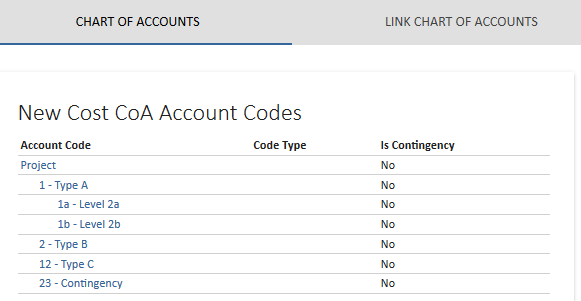 CHART OF ACCOUNTS LINK CHART OF ACCOUNTS
New Cost CoA Account Codes
Account Code Code Type Is Contingency
Project No
1 - Type A No
1a - Level 2a No
1b - Level 2b No
2 - Type B No
12 - Type C No
23 - Contingency No